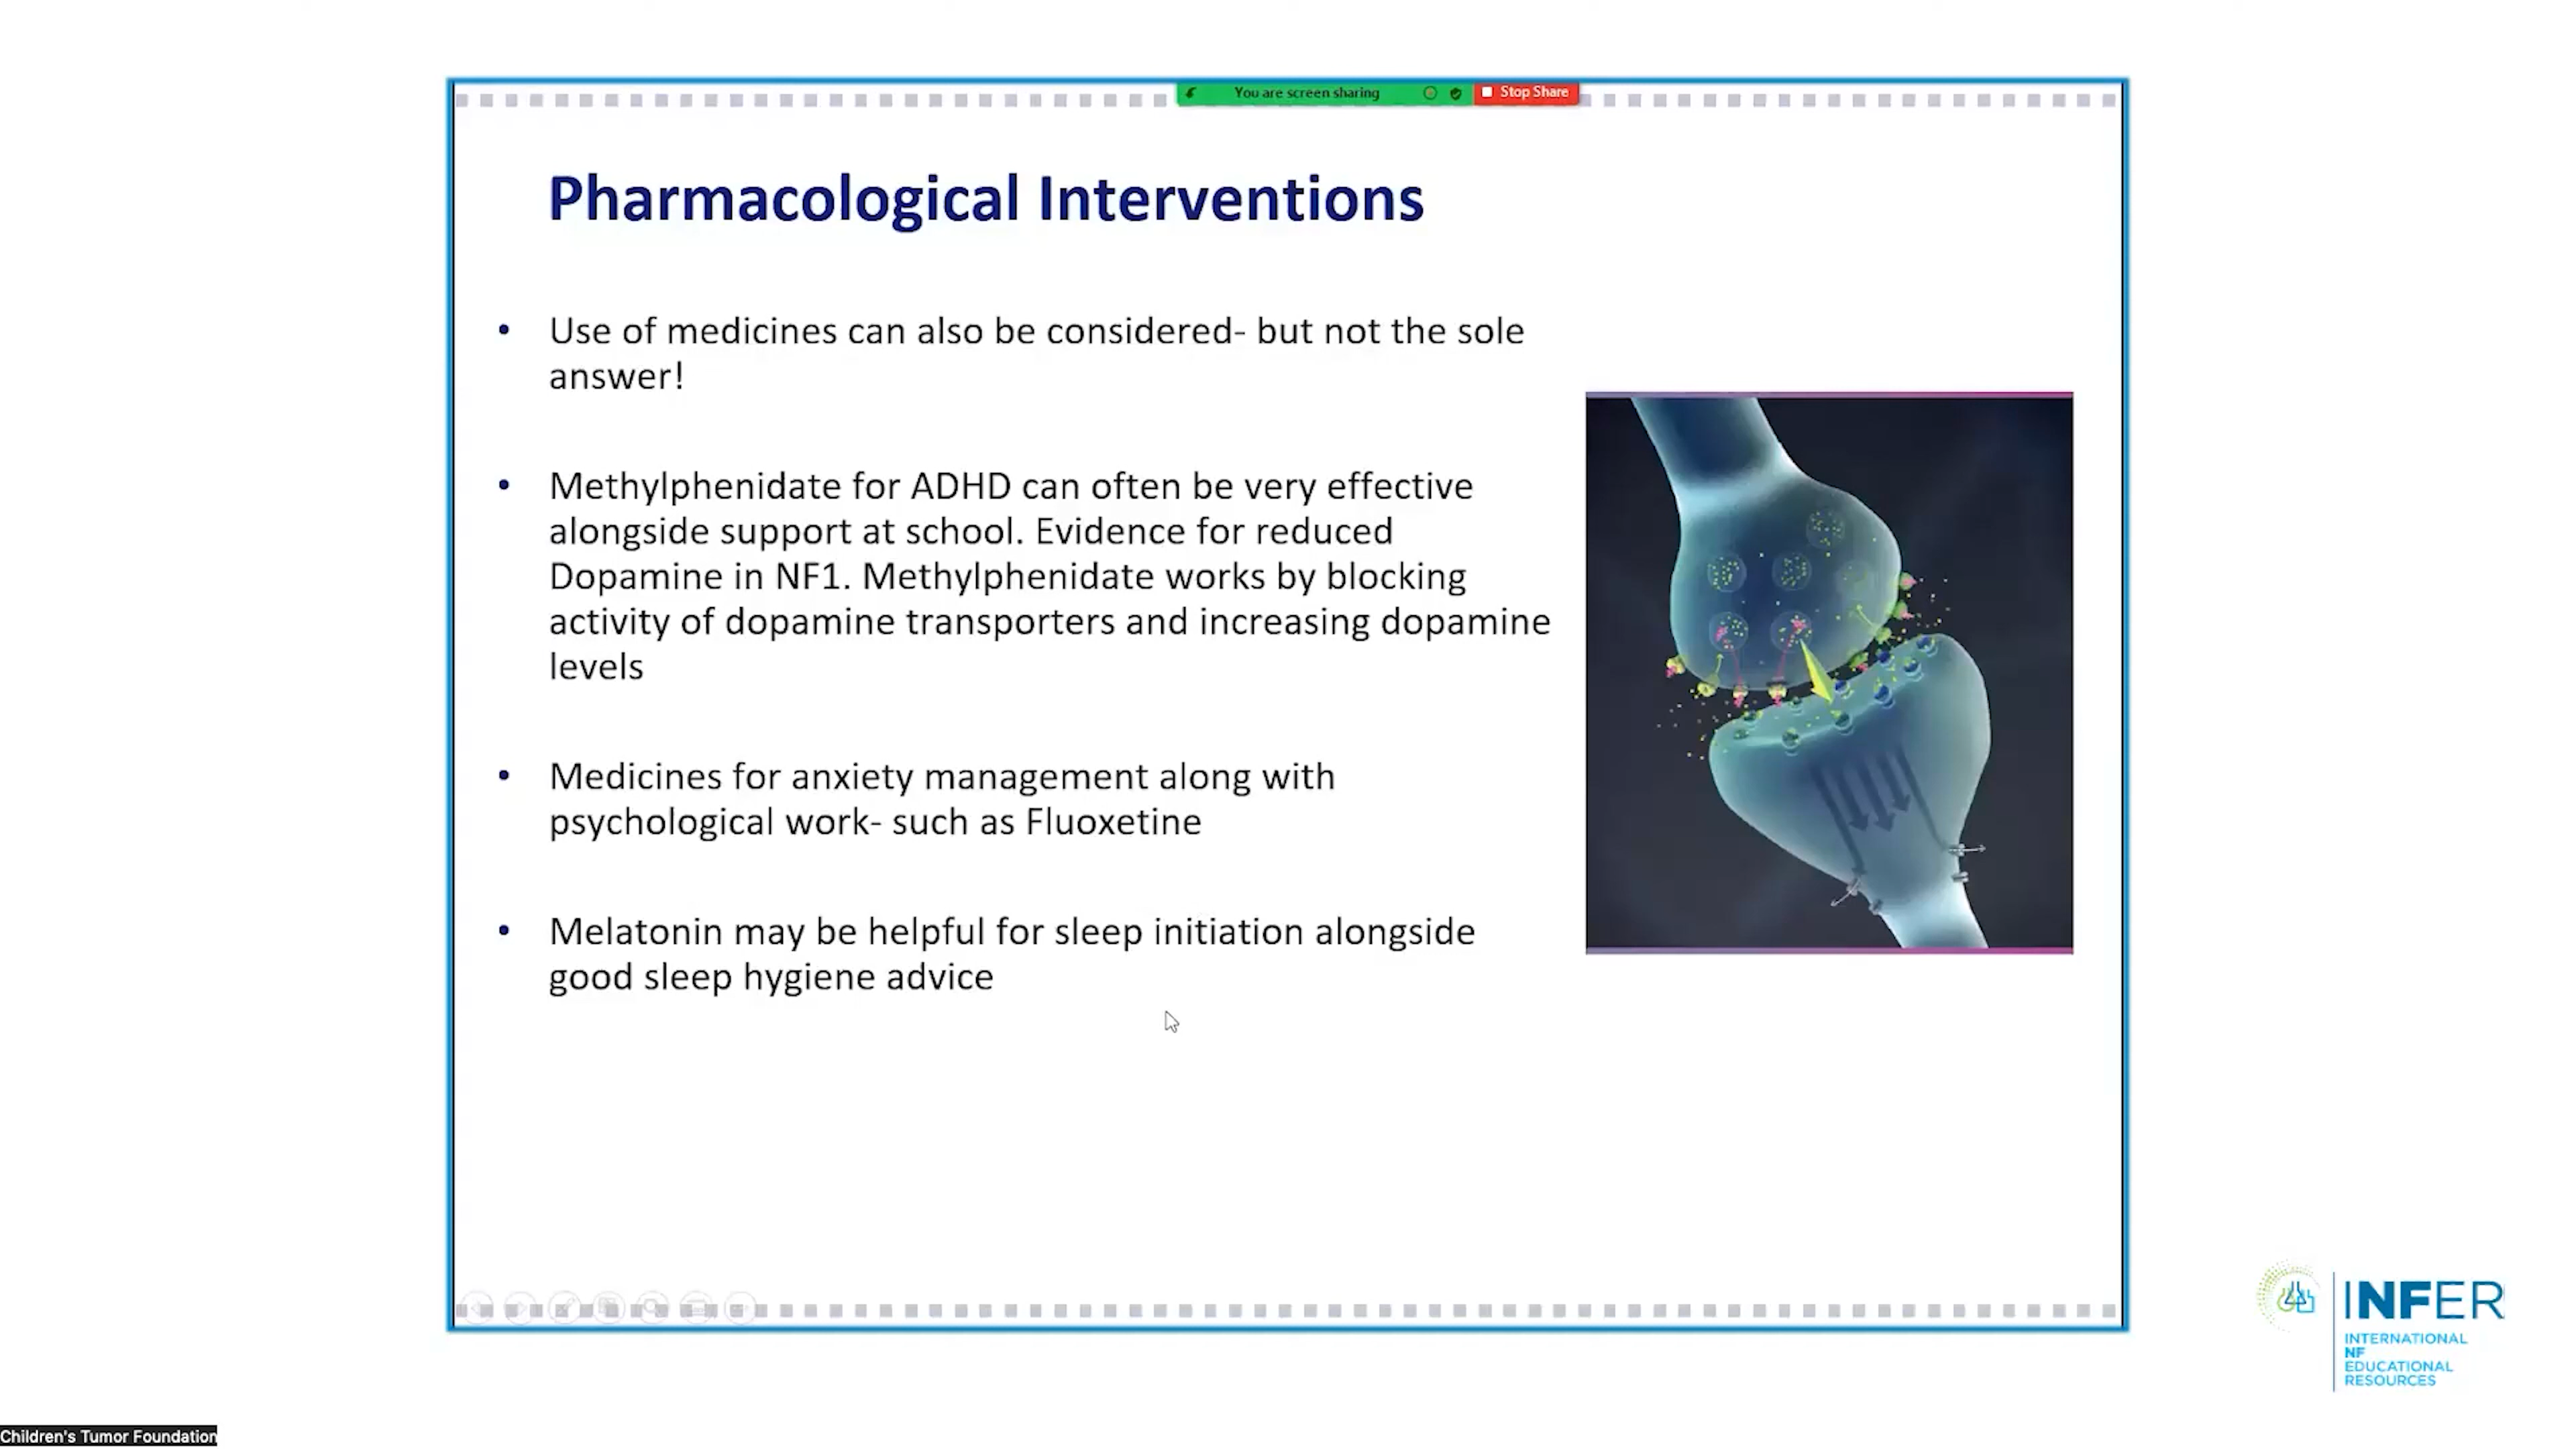 You are screen sharing
Stop Share
Pharmacological Interventions
• Use of medicines can also be considered- but not the sole
answer!
• Methylphenidate for ADHD can often be very effective
alongside support at school. Evidence for reduced
Dopamine in NF1. Methylphenidate works by blocking
activity of dopamine transporters and increasing dopamine
levels
• Medicines for anxiety management along with
psychological work- such as Fluoxetine
• Melatonin may be helpful for sleep initiation alongside
good sleep hygiene advice
INFER
INTERNATIONAL
NF
EDUCATIONAL
RESOURCES
Children's Tumor Foundation